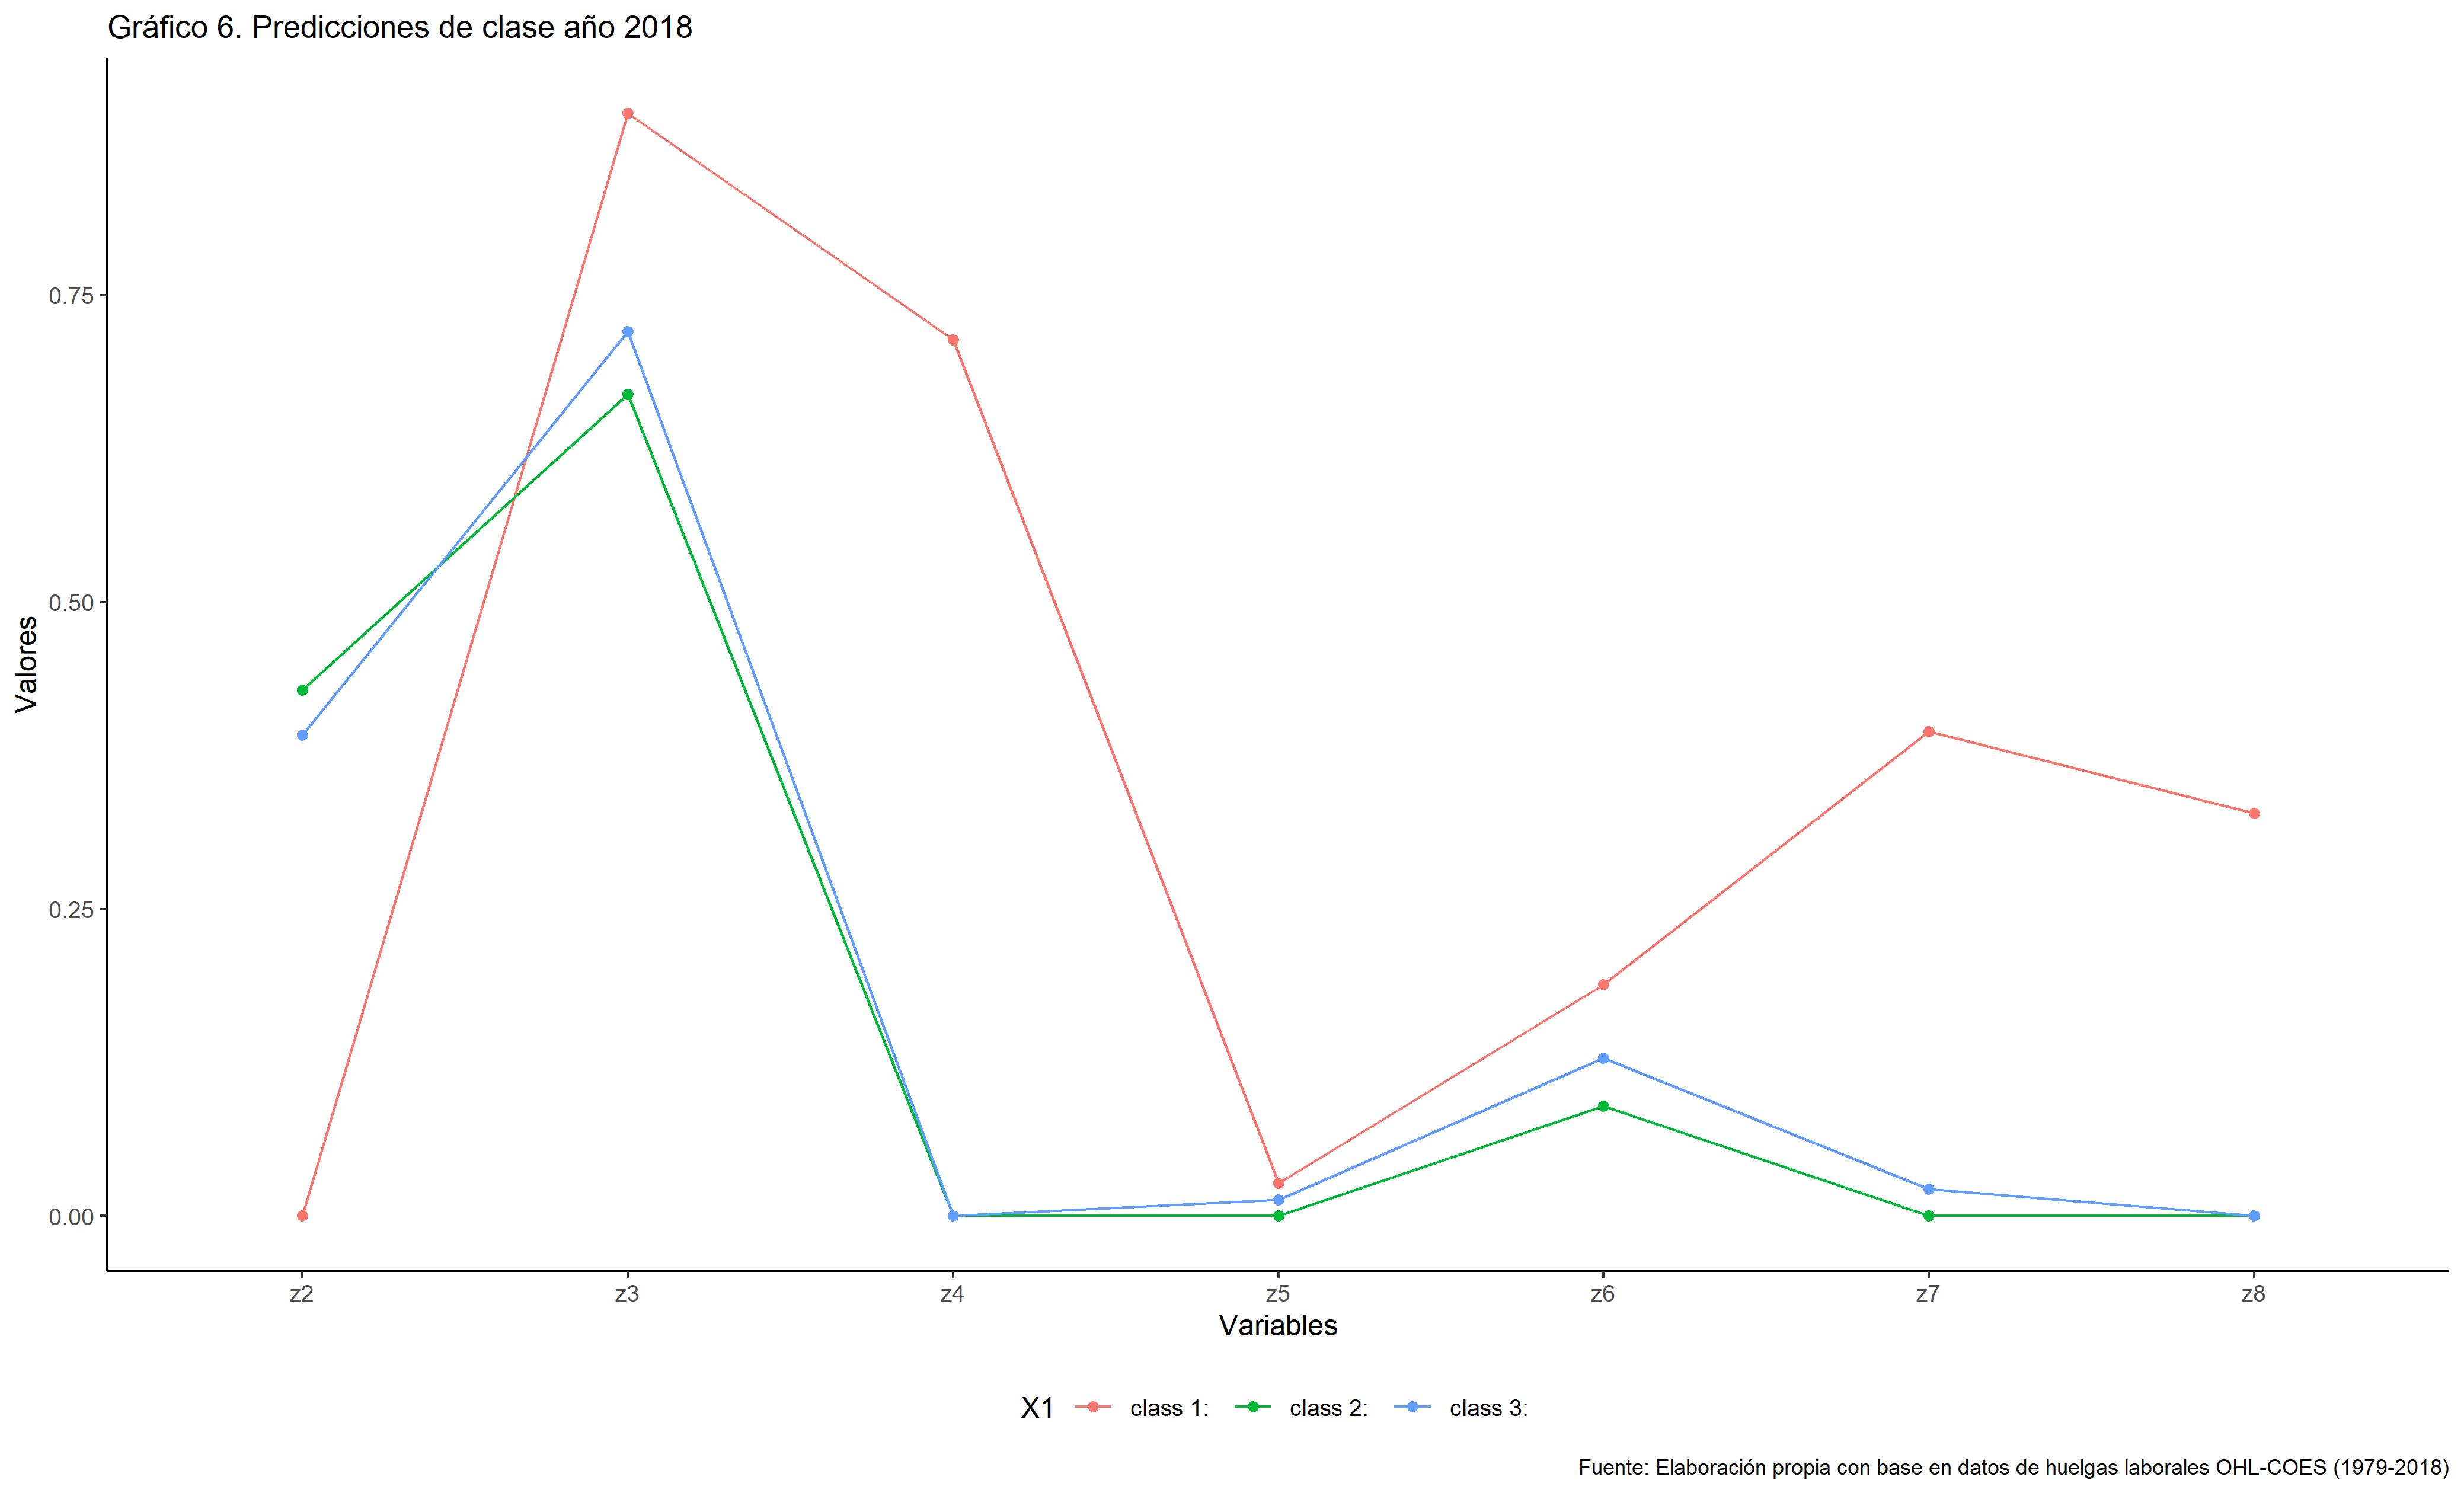 Gráfico 6. Predicciones de clase año 2018
Valores
0.75
0.50
0.25
0.00
z2 z3 z4 z5 z6 z7 z8
Variables
X1 class 1: class 2: class 3:
Fuente: Elaboración propia con base en datos de huelgas laborales OHL-COES (1979-2018)